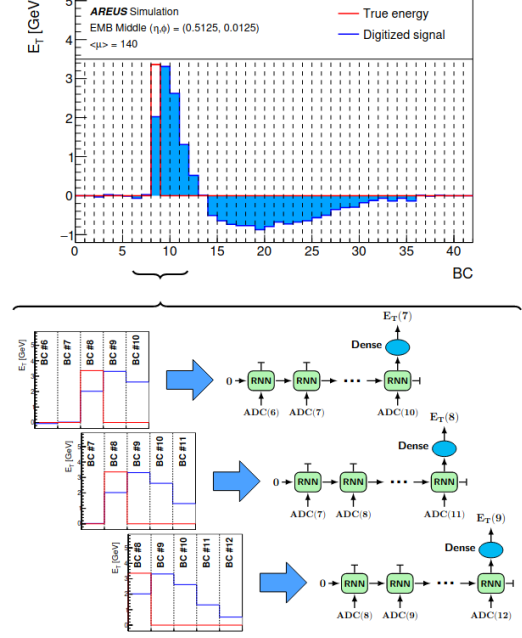 AREUS Simulation
EMB Middle (η,ϕ) = (0.5125, 0.0125)
<μ> = 140
True energy
Digitized signal
E_T [GeV]
5
4
3
2
1
0
−1
0 5 10 15 20 25 30 35 40
BC
E_T(7)
Dense
E_T [GeV]
BC #6 BC #7 BC #8 BC #9 BC #10
0 RNN RNN ... RNN
ADC(6) ADC(7) ADC(10)
E_T(8)
Dense
E_T [GeV]
BC #7 BC #8 BC #9 BC #10 BC #11
0 RNN RNN ... RNN
ADC(7) ADC(8) ADC(11)
E_T(9)
Dense
E_T [GeV]
BC #8 BC #9 BC #10 BC #11 BC #12
0 RNN RNN ... RNN
ADC(8) ADC(9) ADC(12)